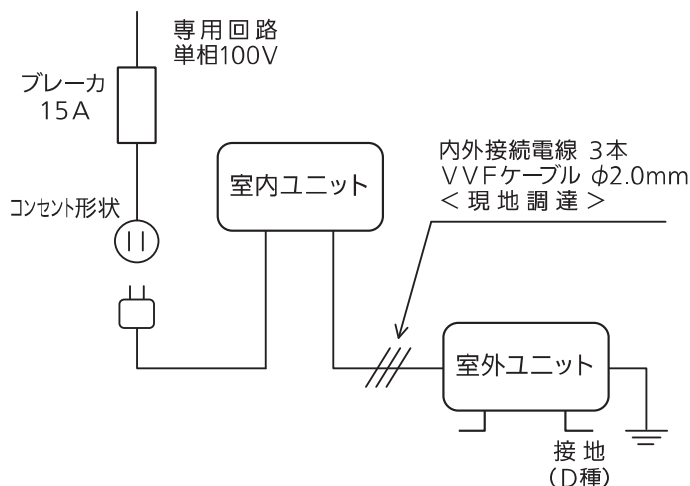 専用回路
単相100V
ブレーカ
15A
コンセント形状
室内ユニット
内外接続電線 3本
VVFケーブル φ2.0mm
<現地調達>
室外ユニット
接地
(D種)